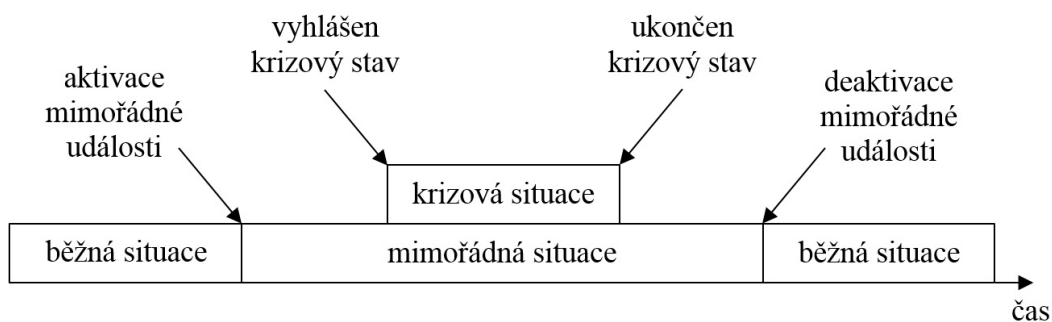 vyhlášen
krizový stav
ukončen
krizový stav
aktivace
mimořádné
události
deaktivace
mimořádné
události
krizová situace
běžná situace
mimořádná situace
běžná situace
čas